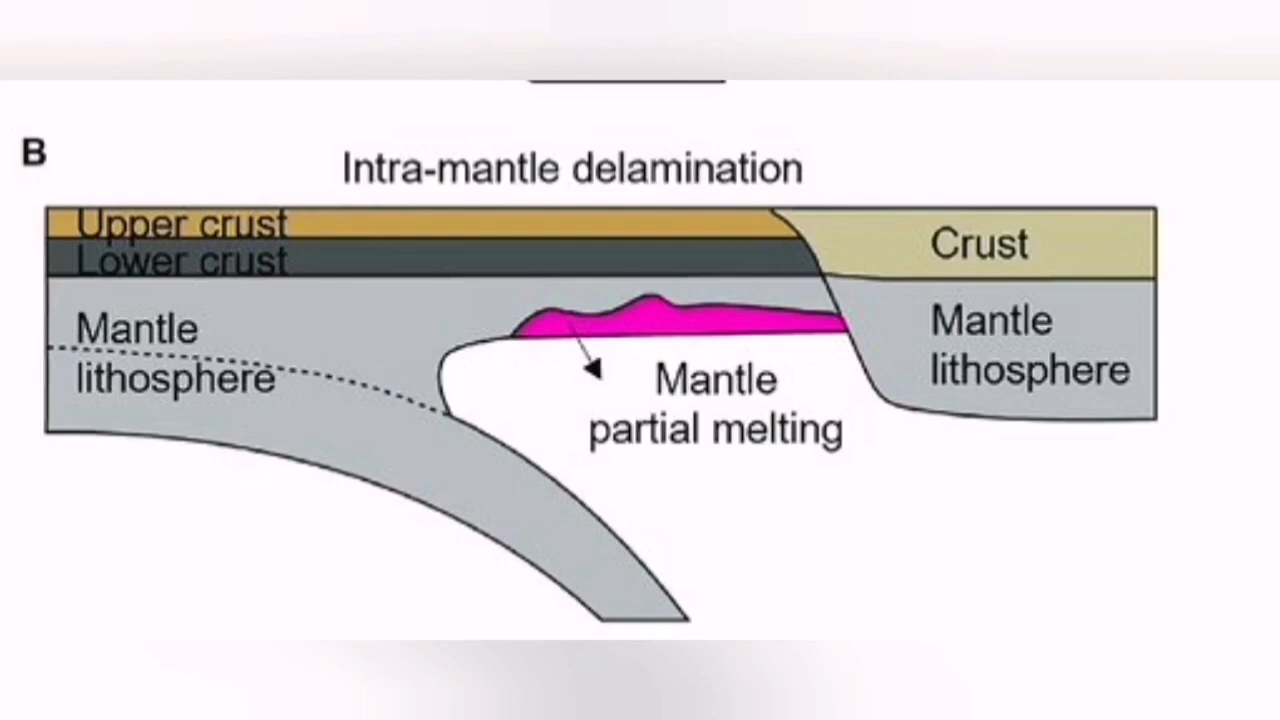 B
Intra-mantle delamination
Upper crust
Lower crust
Crust
Mantle
lithosphere
Mantle
lithosphere
Mantle
partial melting